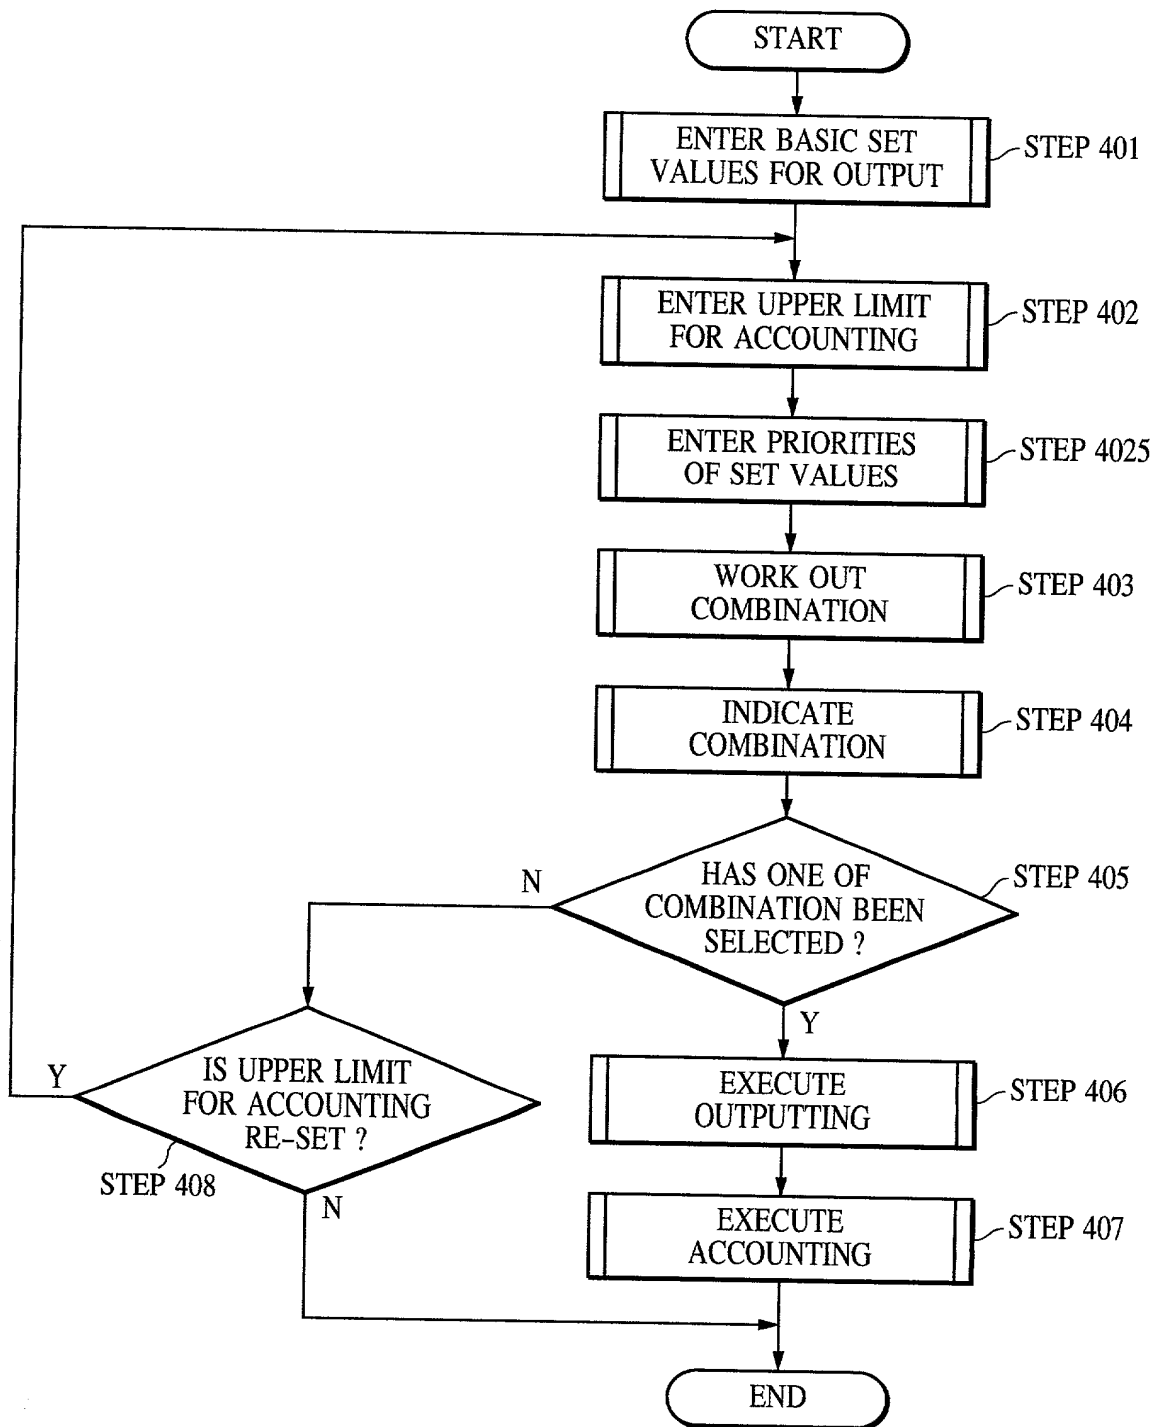 START
ENTER BASIC SET
VALUES FOR OUTPUT
STEP 401
ENTER UPPER LIMIT
FOR ACCOUNTING
STEP 402
ENTER PRIORITIES
OF SET VALUES
STEP 4025
WORK OUT
COMBINATION
STEP 403
INDICATE
COMBINATION
STEP 404
HAS ONE OF
COMBINATION BEEN
SELECTED ?
STEP 405
N
Y
IS UPPER LIMIT
FOR ACCOUNTING
RE-SET ?
STEP 408
Y
N
EXECUTE
OUTPUTTING
STEP 406
EXECUTE
ACCOUNTING
STEP 407
END